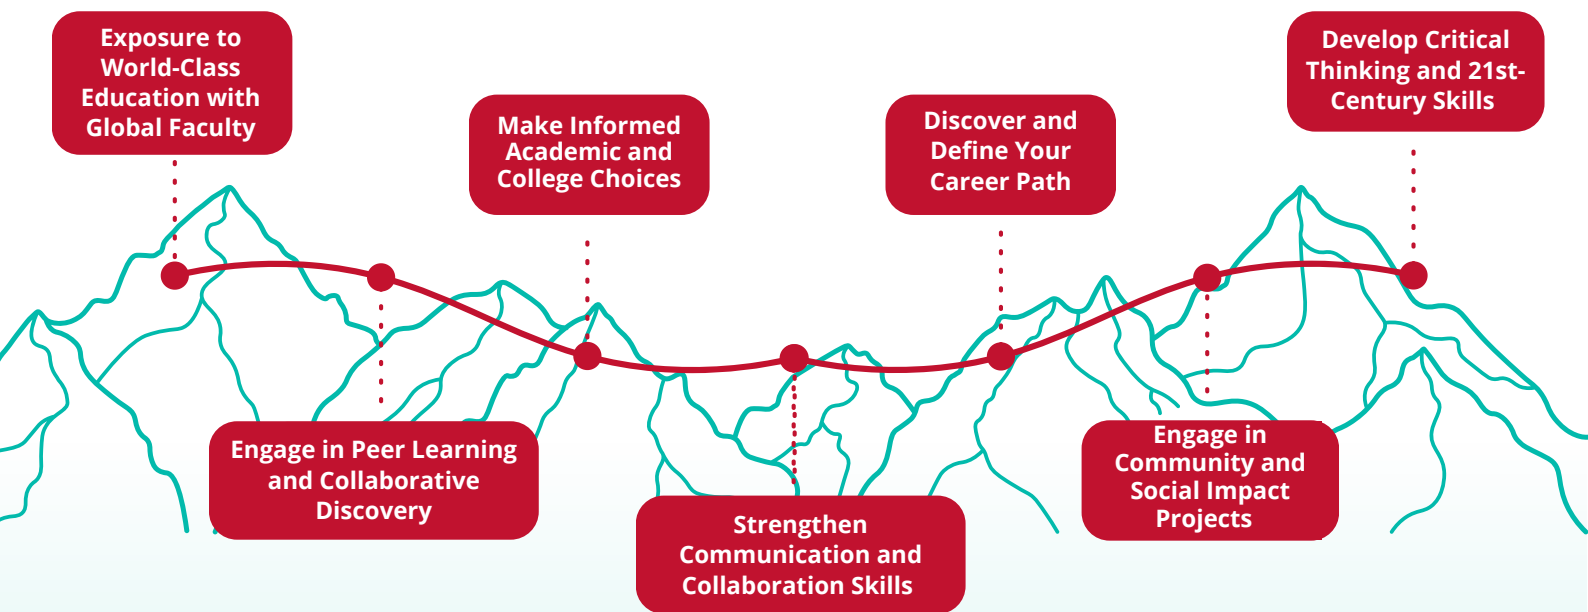 Exposure to
World-Class
Education with
Global Faculty
Engage in Peer Learning
and Collaborative
Discovery
Make Informed
Academic and
College Choices
Strengthen
Communication and
Collaboration Skills
Discover and
Define Your
Career Path
Engage in
Community and
Social Impact
Projects
Develop Critical
Thinking and 21st-
Century Skills